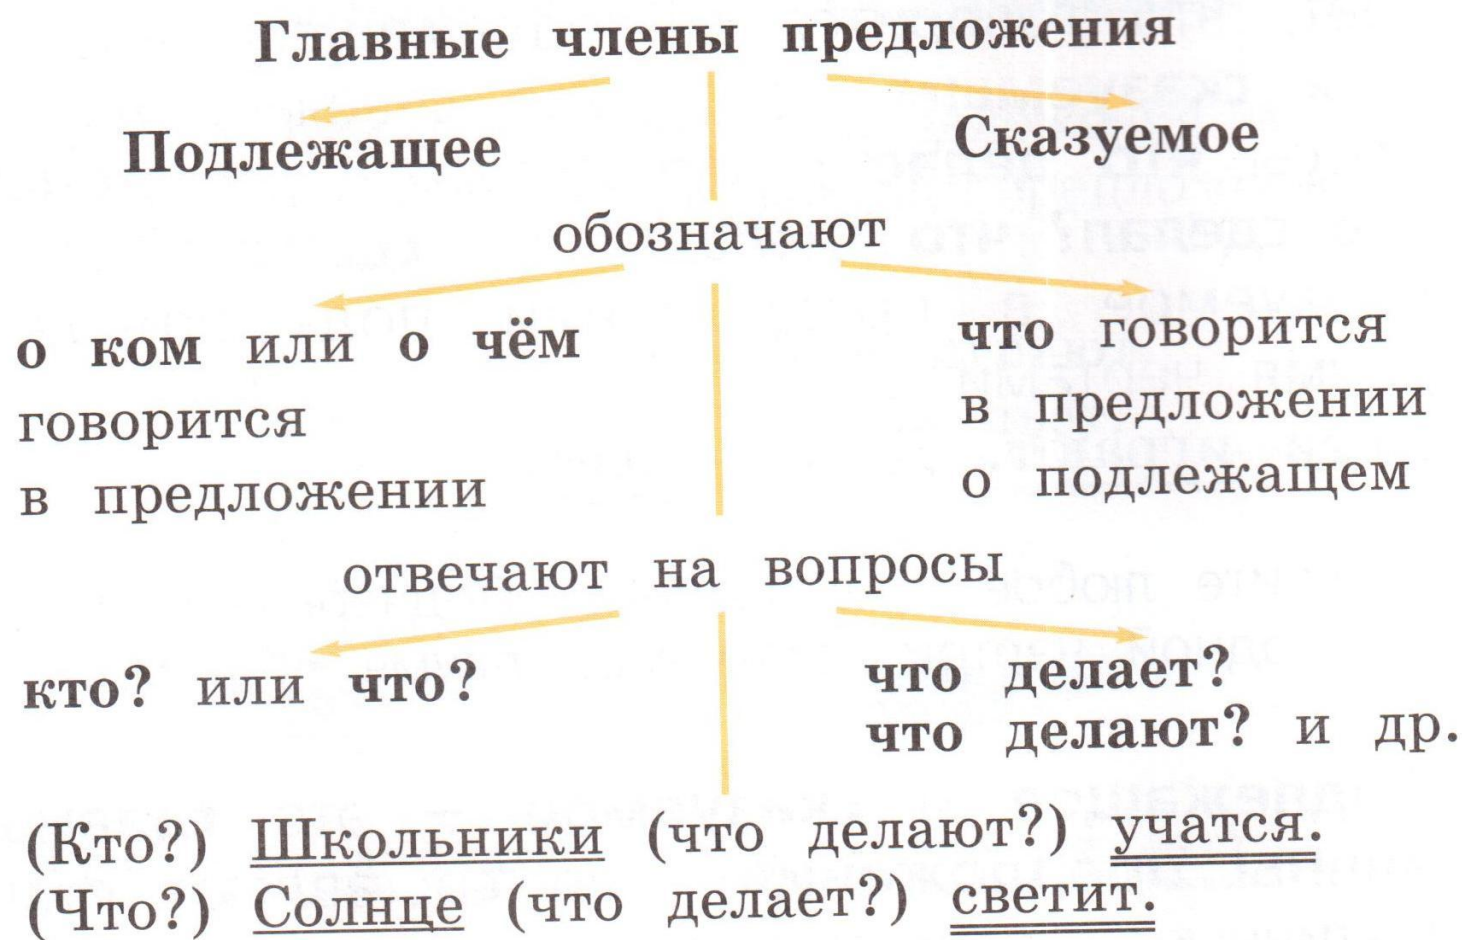 Главные члены предложения
Подлежащее
Сказуемое
обозначают
о ком или о чём
говорится
в предложении
что говорится
в предложении
о подлежащем
отвечают на вопросы
кто? или что?
что делает?
что делают? и др.
(Кто?) Школьники (что делают?) учатся.
(Что?) Солнце (что делает?) светит.